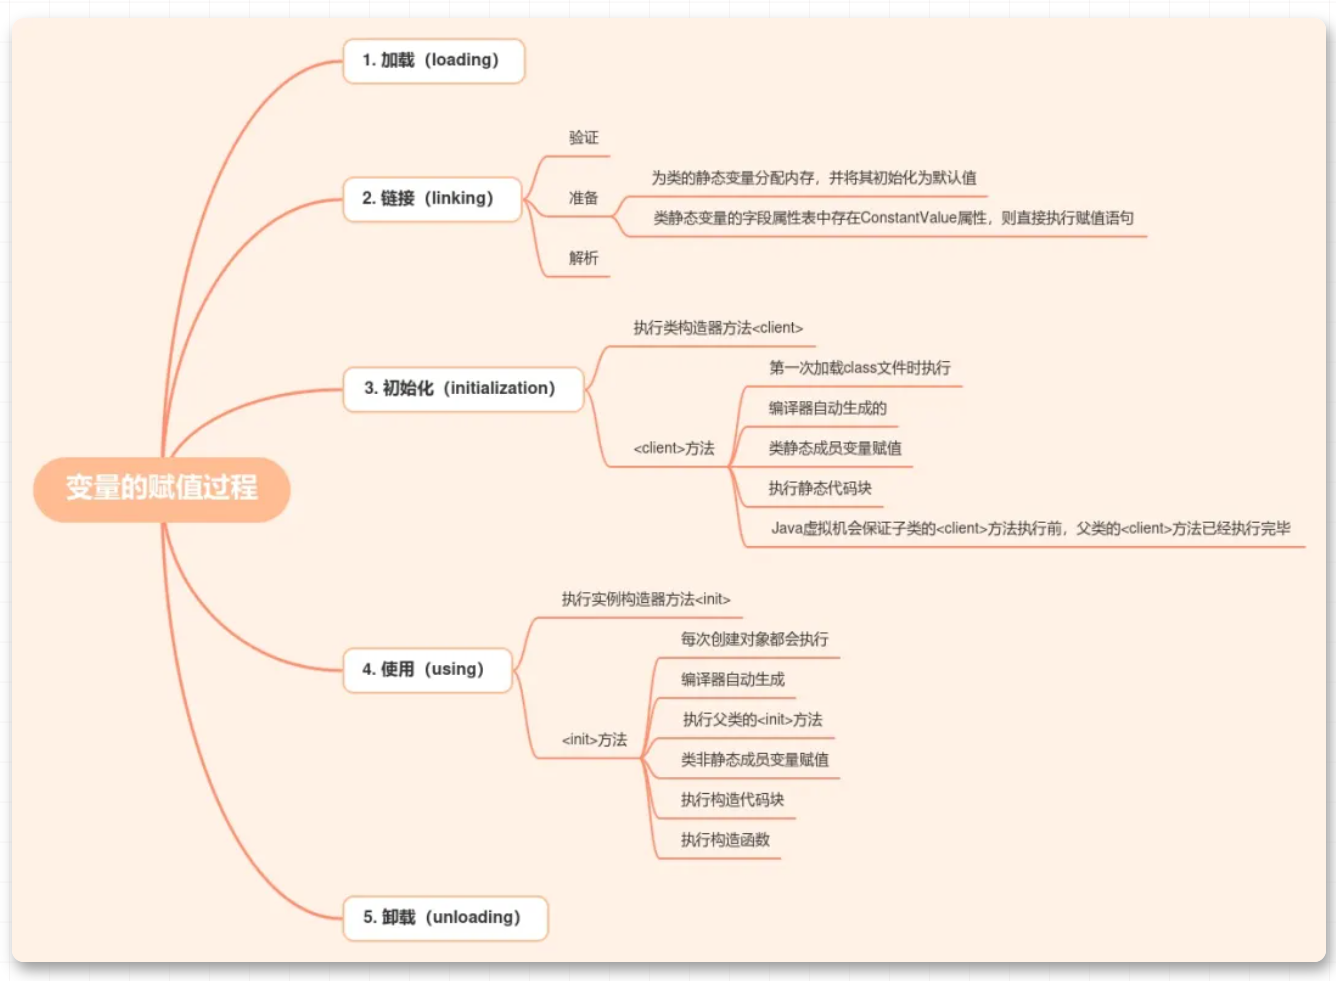 变量的赋值过程
1. 加载（loading）
2. 链接（linking）
验证
准备
为类的静态变量分配内存，并将其初始化为默认值
类静态变量的字段属性表中存在ConstantValue属性，则直接执行赋值语句
解析
3. 初始化（initialization）
执行类构造器方法<client>
<client>方法
第一次加载class文件时执行
编译器自动生成的
类静态成员变量赋值
执行静态代码块
Java虚拟机会保证子类的<client>方法执行前，父类的<client>方法已经执行完毕
4. 使用（using）
执行实例构造器方法<init>
<init>方法
每次创建对象都会执行
编译器自动生成
执行父类的<init>方法
类非静态成员变量赋值
执行构造代码块
执行构造函数
5. 卸载（unloading）